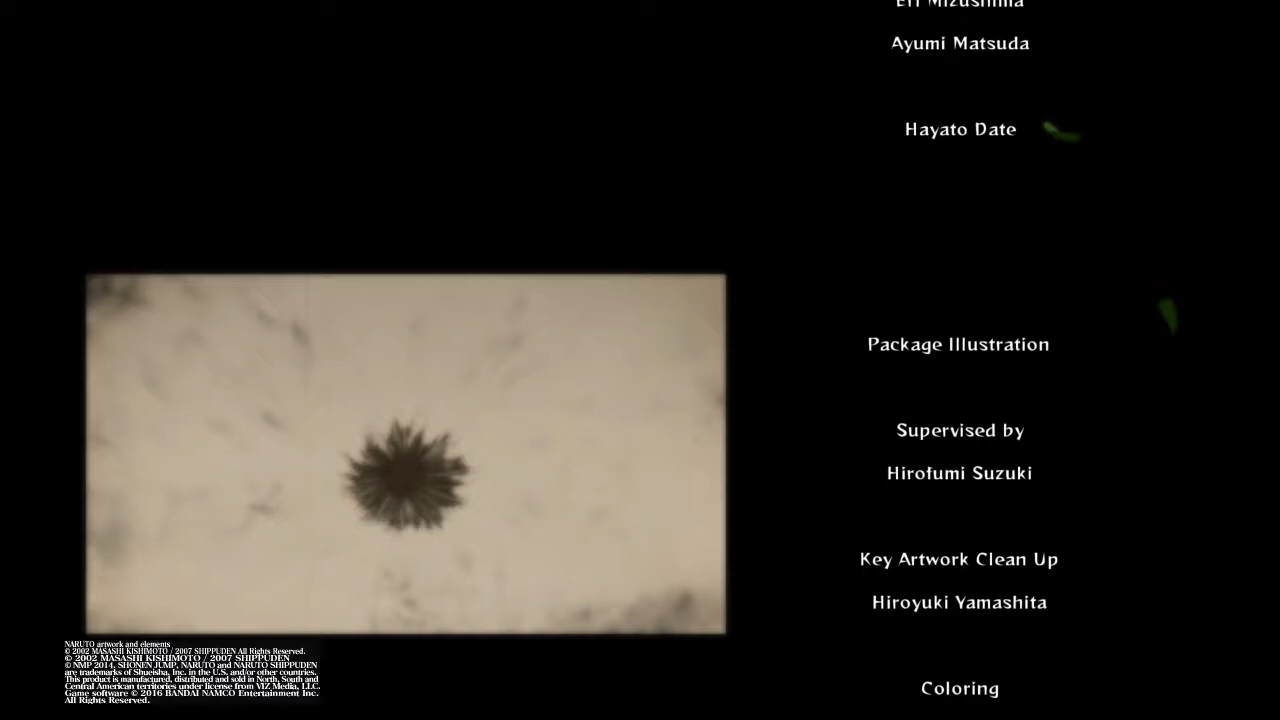 Eri Mizushima
Ayumi Matsuda
Hayato Date
Package Illustration
Supervised by
Hirofumi Suzuki
Key Artwork Clean Up
Hiroyuki Yamashita
Coloring
NARUTO artwork and elements
© 2002 MASASHI KISHIMOTO / 2007 SHIPPUDEN All Rights Reserved.
© 2002 MASASHI KISHIMOTO / 2007 SHIPPUDEN
© NMP 2014, SHONEN JUMP, NARUTO and NARUTO SHIPPUDEN
are trademarks of Shueisha, Inc. in the U.S. and/or other countries.
This product is manufactured, distributed and sold in North, South and
Central American territories under license from VIZ Media, LLC.
Game software © 2016 BANDAI NAMCO Entertainment Inc.
All Rights Reserved.